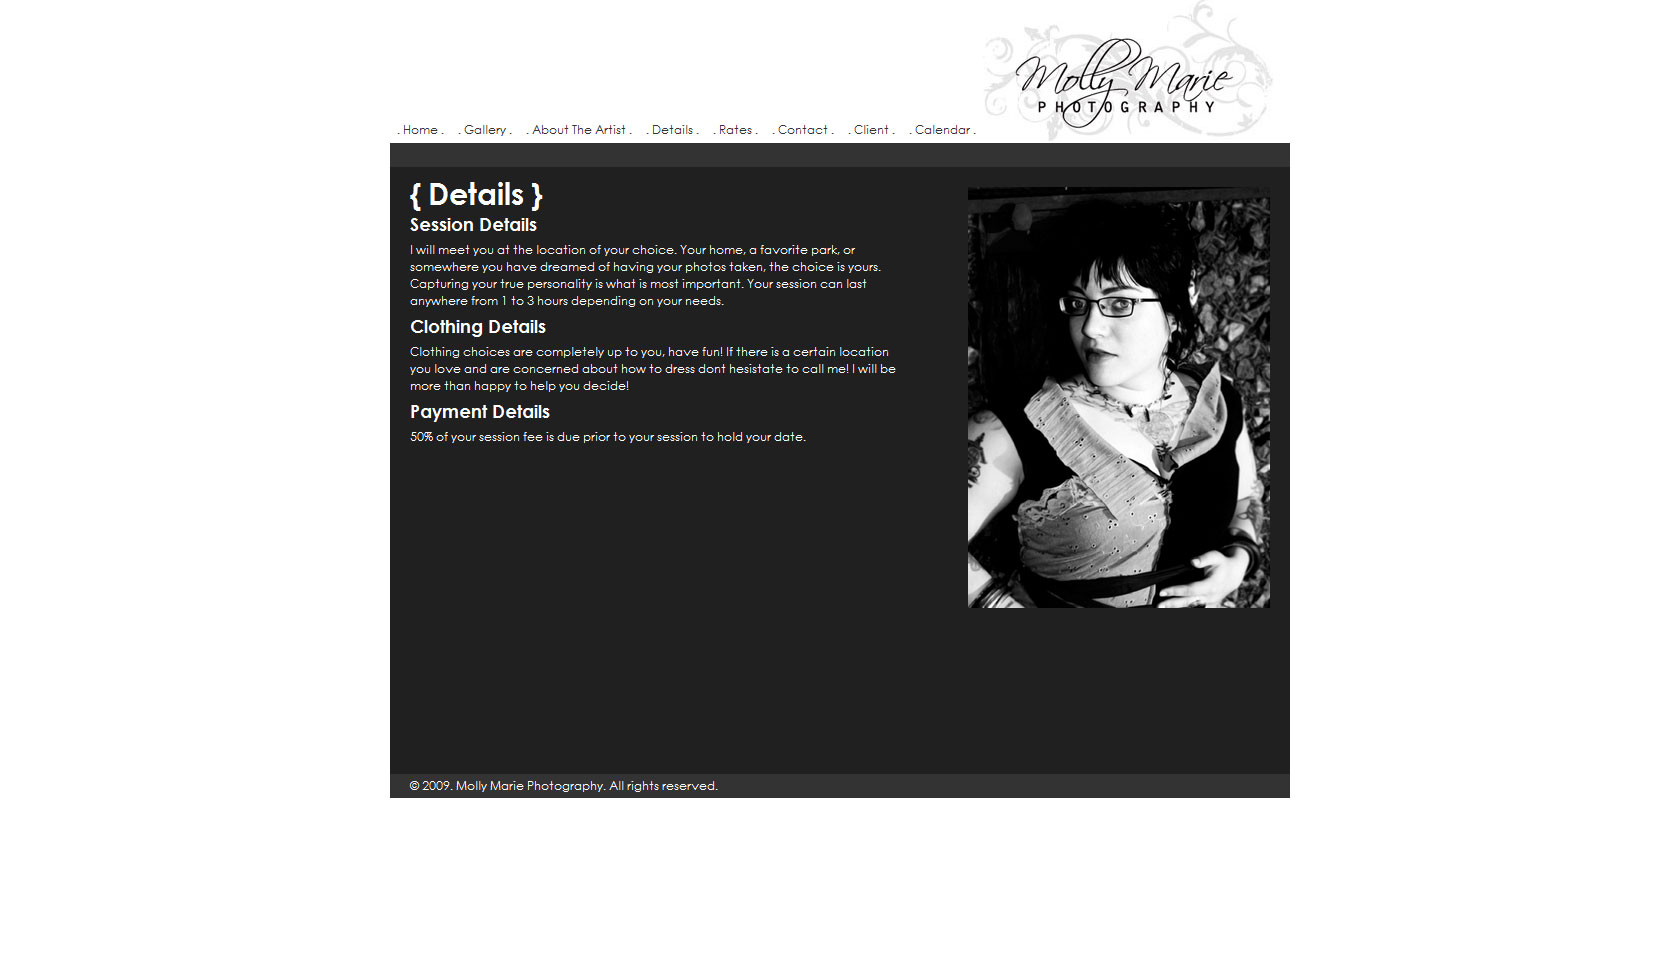 Molly Marie
PHOTOGRAPHY
. Home . . Gallery . . About The Artist . . Details . . Rates . . Contact . . Client . . Calendar .
{ Details }
Session Details
I will meet you at the location of your choice. Your home, a favorite park, or
somewhere you have dreamed of having your photos taken, the choice is yours.
Capturing your true personality is what is most important. Your session can last
anywhere from 1 to 3 hours depending on your needs.
Clothing Details
Clothing choices are completely up to you, have fun! If there is a certain location
you love and are concerned about how to dress dont hesistate to call me! I will be
more than happy to help you decide!
Payment Details
50% of your session fee is due prior to your session to hold your date.
© 2009. Molly Marie Photography. All rights reserved.